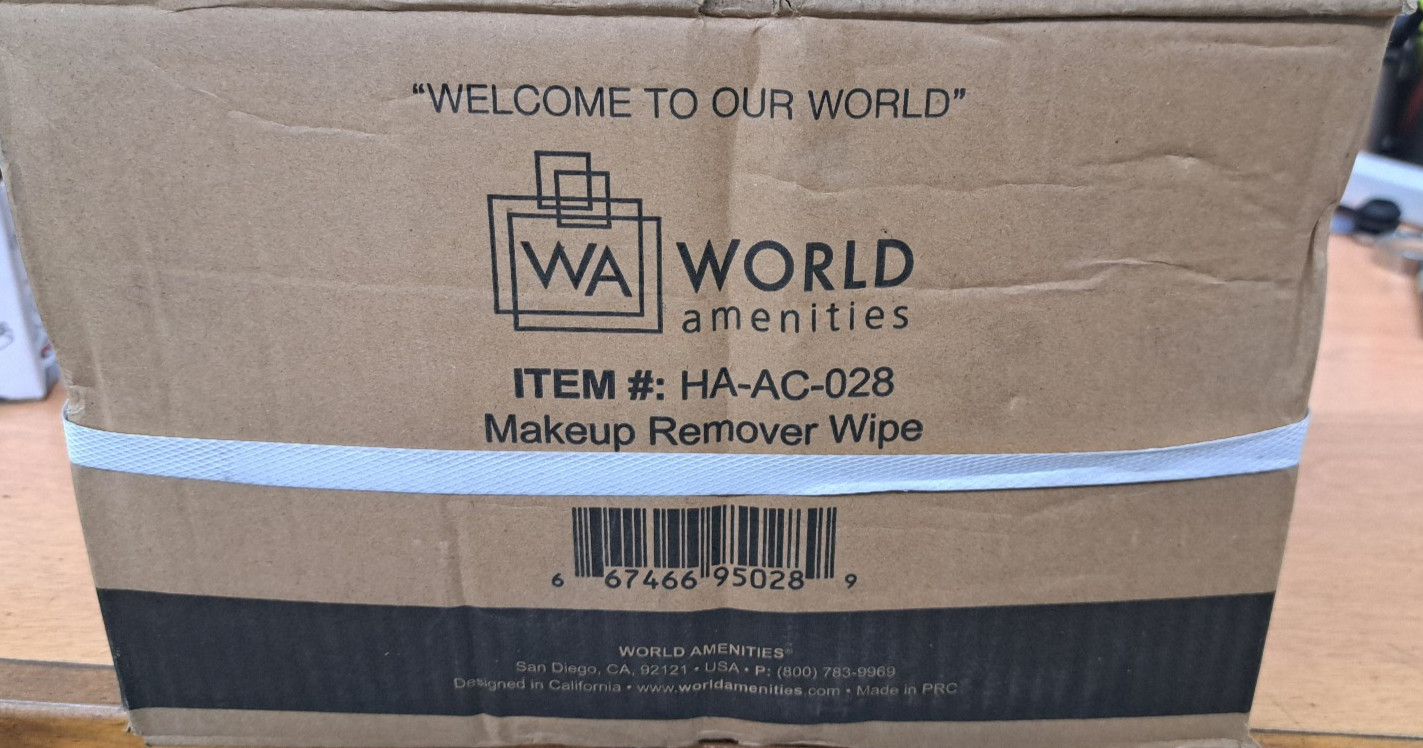 “WELCOME TO OUR WORLD”
WA WORLD
amenities
ITEM #: HA-AC-028
Makeup Remover Wipe
6 67466 95028 9
WORLD AMENITIES®
San Diego, CA, 92121 • USA • P: (800) 783-9969
Designed in California • www.worldamenities.com • Made in PRC